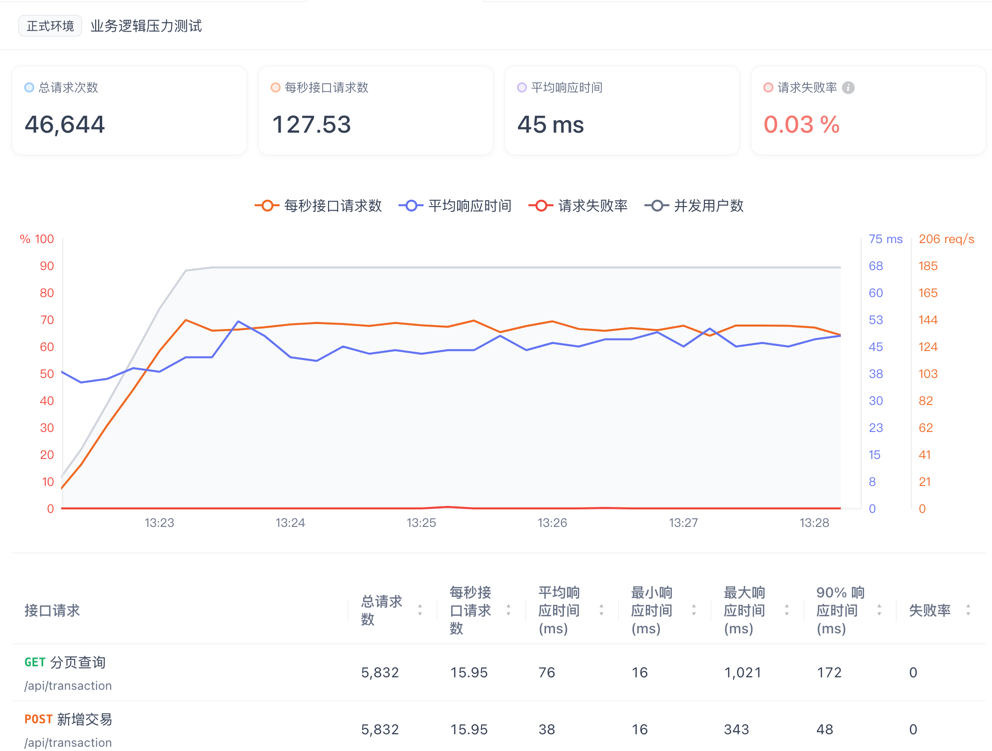 正式环境 业务逻辑压力测试
总请求次数 每秒接口请求数 平均响应时间 请求失败率
46,644 127.53 45 ms 0.03 %
每秒接口请求数 平均响应时间 请求失败率 并发用户数
% 100 75 ms 206 req/s
90 68 185
80 60 165
70 53 144
60 45 124
50 38 103
40 30 82
30 23 62
20 15 41
10 8 21
0 0 0
13:23 13:24 13:25 13:26 13:27 13:28
接口请求
总请求
数
每秒接
口请求
数
平均响
应时间
(ms)
最小响
应时间
(ms)
最大响
应时间
(ms)
90% 响
应时间
(ms)
失败率
GET 分页查询
/api/transaction
5,832 15.95 76 16 1,021 172 0
POST 新增交易
/api/transaction
5,832 15.95 38 16 343 48 0